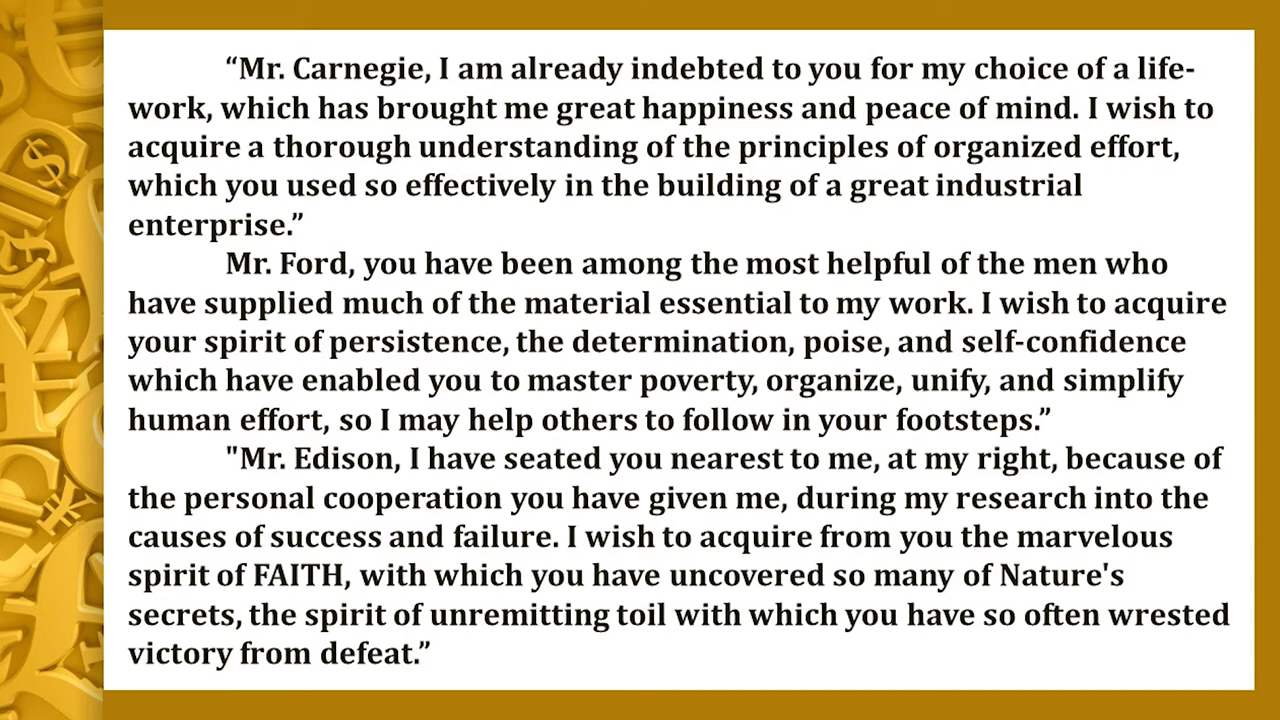 “Mr. Carnegie, I am already indebted to you for my choice of a life-
work, which has brought me great happiness and peace of mind. I wish to
acquire a thorough understanding of the principles of organized effort,
which you used so effectively in the building of a great industrial
enterprise.”
Mr. Ford, you have been among the most helpful of the men who
have supplied much of the material essential to my work. I wish to acquire
your spirit of persistence, the determination, poise, and self-confidence
which have enabled you to master poverty, organize, unify, and simplify
human effort, so I may help others to follow in your footsteps.”
"Mr. Edison, I have seated you nearest to me, at my right, because of
the personal cooperation you have given me, during my research into the
causes of success and failure. I wish to acquire from you the marvelous
spirit of FAITH, with which you have uncovered so many of Nature's
secrets, the spirit of unremitting toil with which you have so often wrested
victory from defeat.”